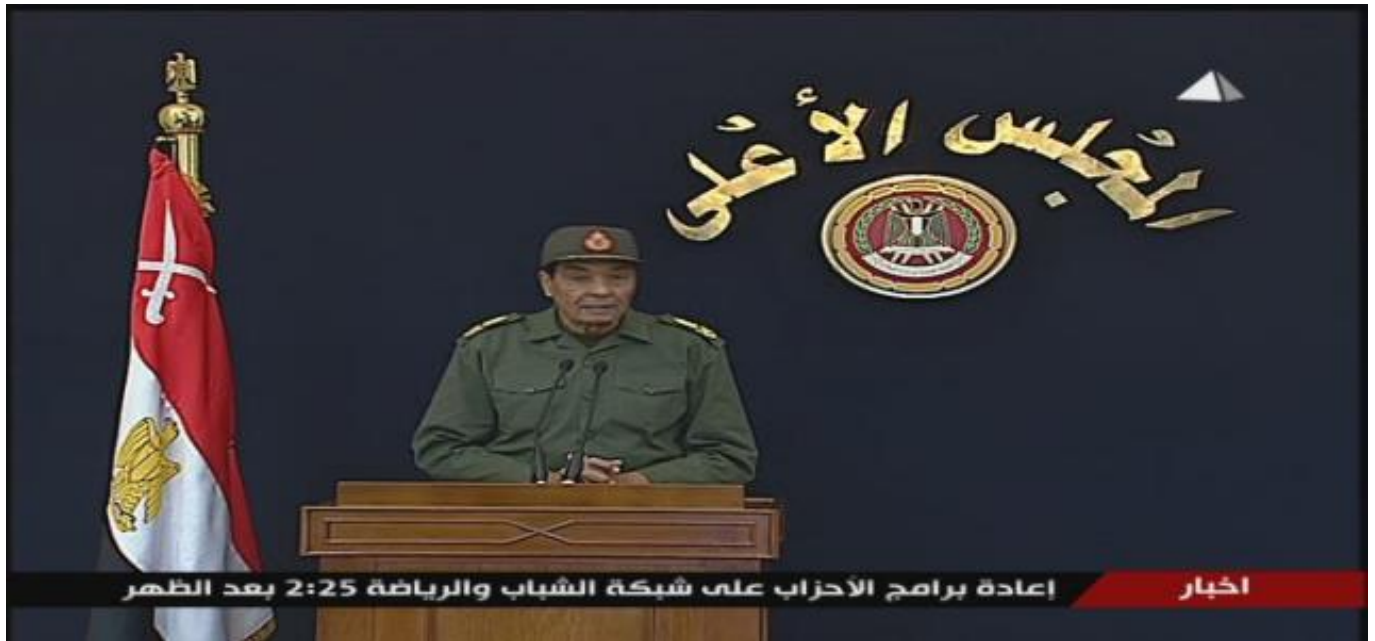 المجلس الأعلى
اخبار
إعادة برامج الأحزاب على شبكة الشباب والرياضة 2:25 بعد الظهر